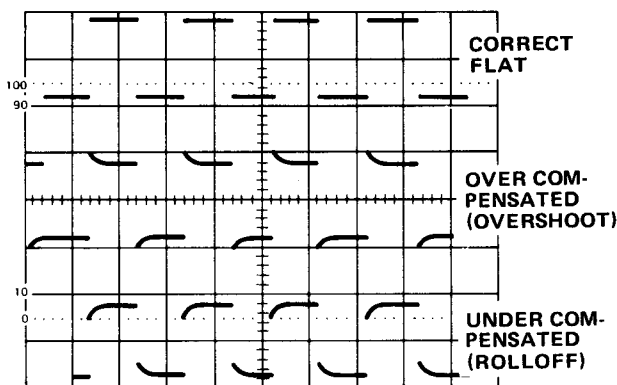 CORRECT
FLAT
100
90
OVER COM-
PENSATED
(OVERSHOOT)
10
0
UNDER COM-
PENSATED
(ROLLOFF)